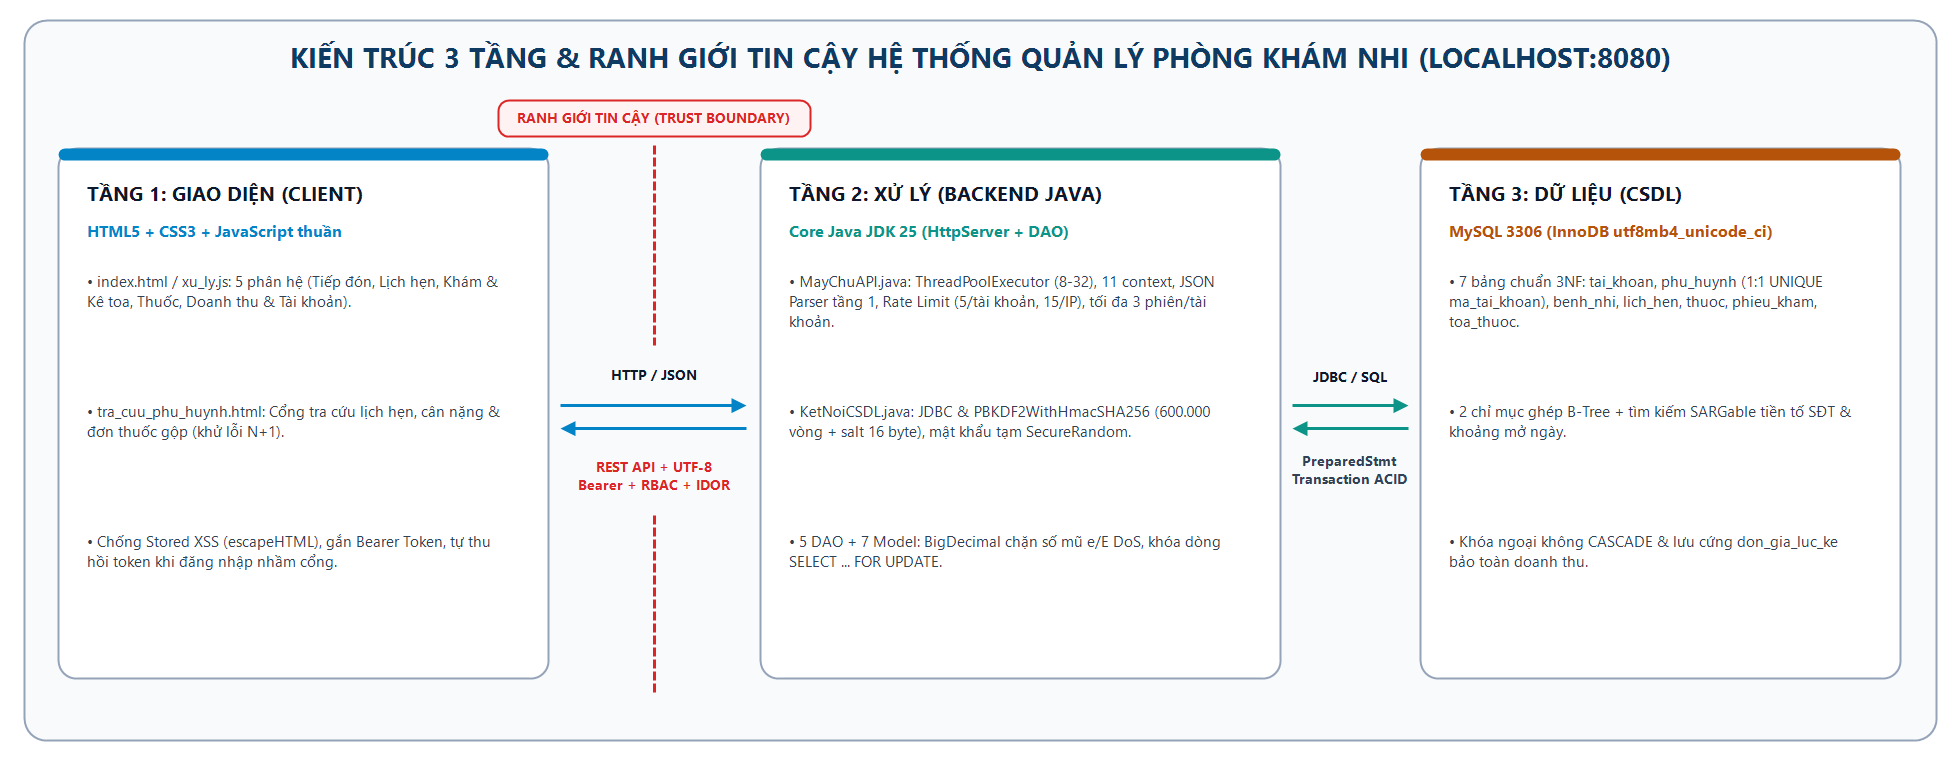 KIẾN TRÚC 3 TẦNG & RANH GIỚI TIN CẬY HỆ THỐNG QUẢN LÝ PHÒNG KHÁM NHI (LOCALHOST:8080)
RANH GIỚI TIN CẬY (TRUST BOUNDARY)
TẦNG 1: GIAO DIỆN (CLIENT)
HTML5 + CSS3 + JavaScript thuần
• index.html / xu_ly.js: 5 phân hệ (Tiếp đón, Lịch hẹn, Khám &
Kê toa, Thuốc, Doanh thu & Tài khoản).
• tra_cuu_phu_huynh.html: Cổng tra cứu lịch hẹn, cân nặng &
đơn thuốc gộp (khử lỗi N+1).
• Chống Stored XSS (escapeHTML), gắn Bearer Token, tự thu
hồi token khi đăng nhập nhầm cổng.
HTTP / JSON
REST API + UTF-8
Bearer + RBAC + IDOR
TẦNG 2: XỬ LÝ (BACKEND JAVA)
Core Java JDK 25 (HttpServer + DAO)
• MayChuAPI.java: ThreadPoolExecutor (8-32), 11 context, JSON
Parser tầng 1, Rate Limit (5/tài khoản, 15/IP), tối đa 3 phiên/tài
khoản.
• KetNoiCSDL.java: JDBC & PBKDF2WithHmacSHA256 (600.000
vòng + salt 16 byte), mật khẩu tạm SecureRandom.
• 5 DAO + 7 Model: BigDecimal chặn số mũ e/E DoS, khóa dòng
SELECT ... FOR UPDATE.
JDBC / SQL
PreparedStmt
Transaction ACID
TẦNG 3: DỮ LIỆU (CSDL)
MySQL 3306 (InnoDB utf8mb4_unicode_ci)
• 7 bảng chuẩn 3NF: tai_khoan, phu_huynh (1:1 UNIQUE
ma_tai_khoan), benh_nhi, lich_hen, thuoc, phieu_kham,
toa_thuoc.
• 2 chỉ mục ghép B-Tree + tìm kiếm SARGable tiền tố SĐT &
khoảng mở ngày.
• Khóa ngoại không CASCADE & lưu cứng don_gia_luc_ke
bảo toàn doanh thu.